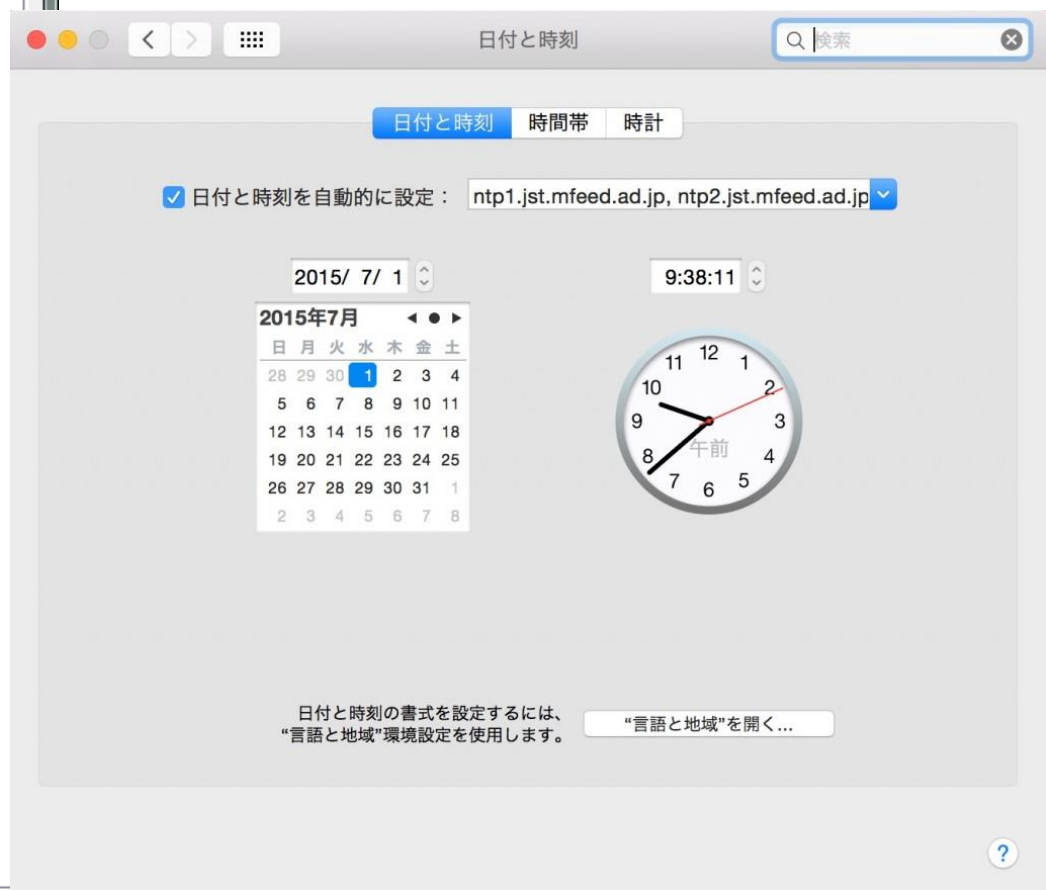 日付と時刻
検索
日付と時刻 時間帯 時計
日付と時刻を自動的に設定： ntp1.jst.mfeed.ad.jp, ntp2.jst.mfeed.ad.jp
2015/ 7/ 1
9:38:11
2015年7月
日 月 火 水 木 金 土
28 29 30 1 2 3 4
5 6 7 8 9 10 11
12 13 14 15 16 17 18
19 20 21 22 23 24 25
26 27 28 29 30 31 1
2 3 4 5 6 7 8
12
11 1
10 2
9 3
午前
8 4
7 5
6
日付と時刻の書式を設定するには、
“言語と地域”環境設定を使用します。
“言語と地域”を開く...
?